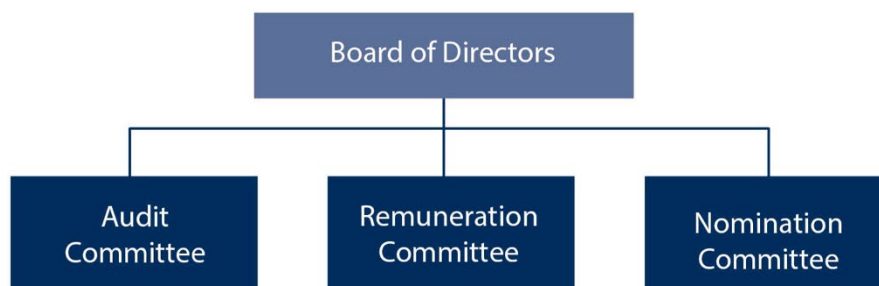 Board of Directors
Audit
Committee
Remuneration
Committee
Nomination
Committee